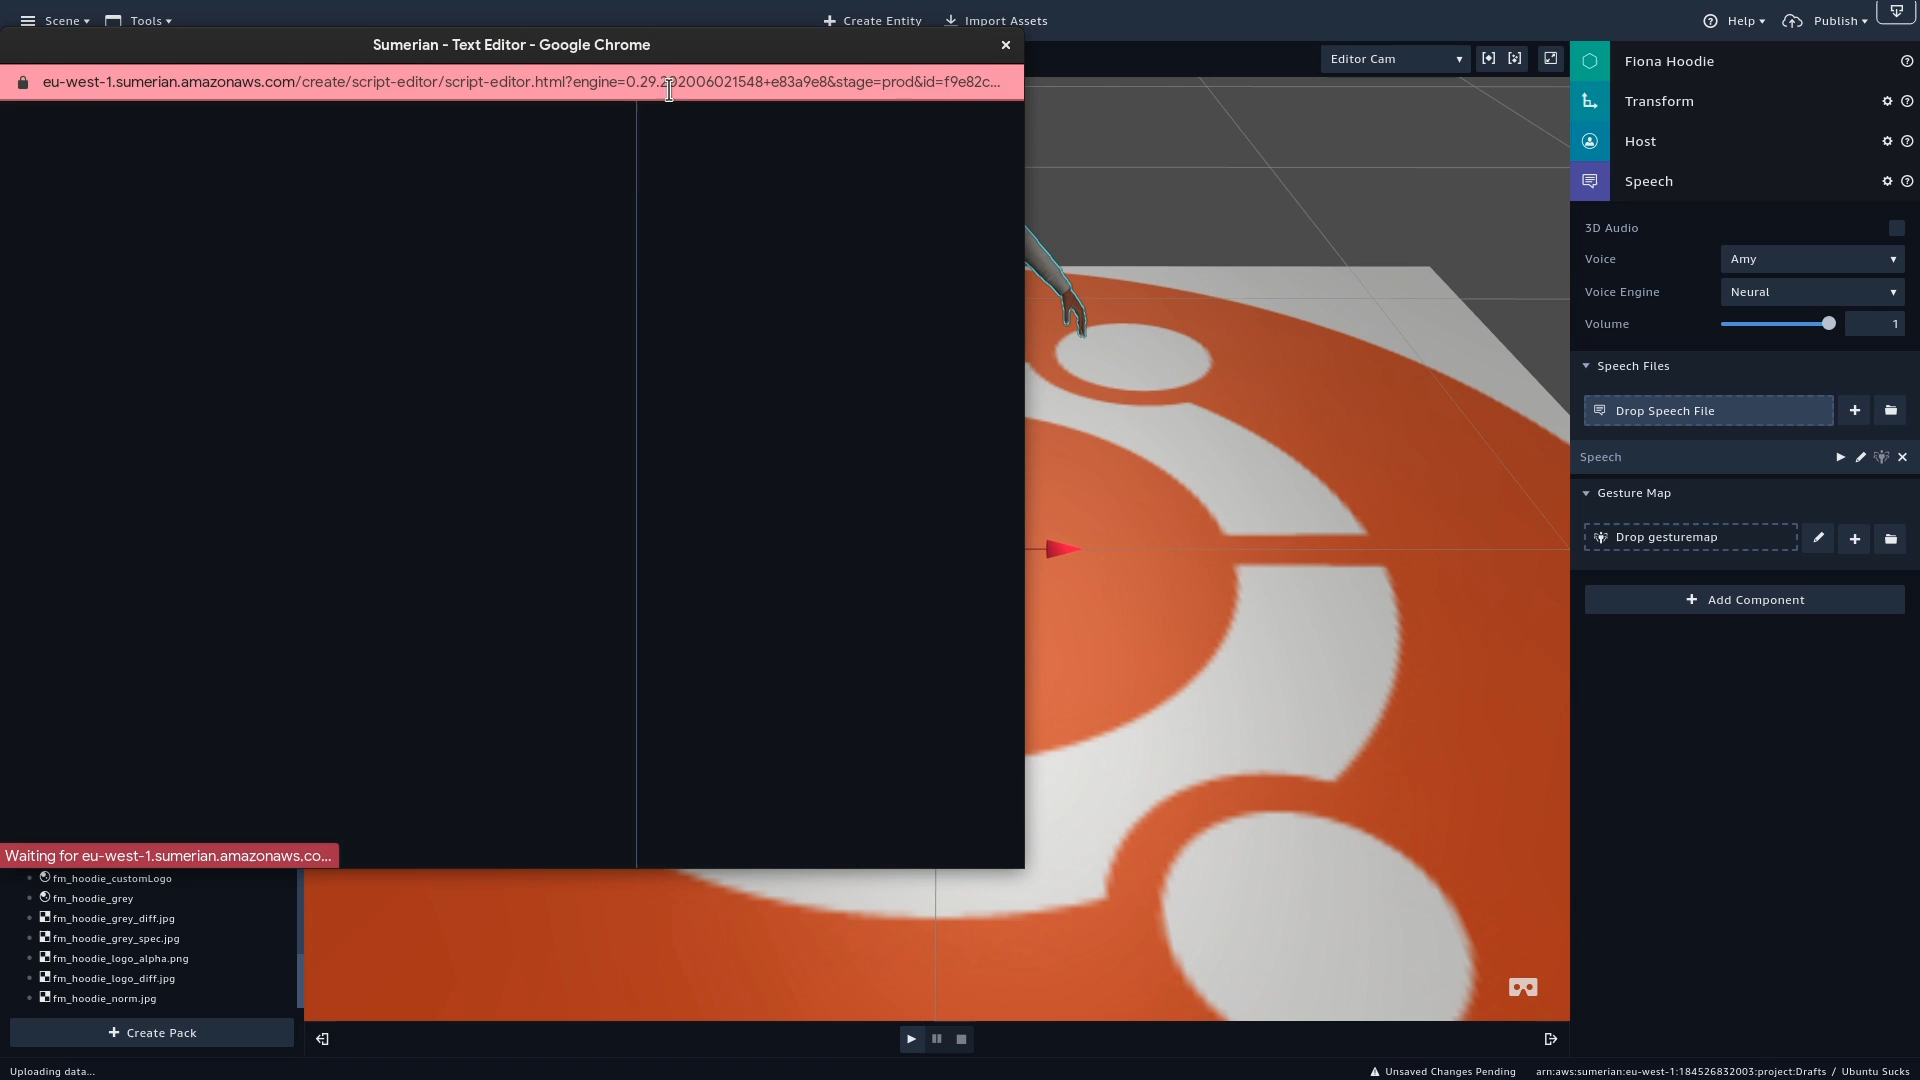 Scene
Tools
Create Entity
Import Assets
Help
Publish
Sumerian - Text Editor - Google Chrome
eu-west-1.sumerian.amazonaws.com/create/script-editor/script-editor.html?engine=0.29.202006021548+e83a9e8&stage=prod&id=f9e82c...
Editor Cam
Fiona Hoodie
Transform
Host
Speech
3D Audio
Voice
Amy
Voice Engine
Neural
Volume
1
Speech Files
Drop Speech File
Speech
Gesture Map
Drop gesturemap
Add Component
Waiting for eu-west-1.sumerian.amazonaws.co...
fm_hoodie_customLogo
fm_hoodie_grey
fm_hoodie_grey_diff.jpg
fm_hoodie_grey_spec.jpg
fm_hoodie_logo_alpha.png
fm_hoodie_logo_diff.jpg
fm_hoodie_norm.jpg
Create Pack
Uploading data...
Unsaved Changes Pending
arn:aws:sumerian:eu-west-1:184526832003:project:Drafts / Ubuntu Sucks